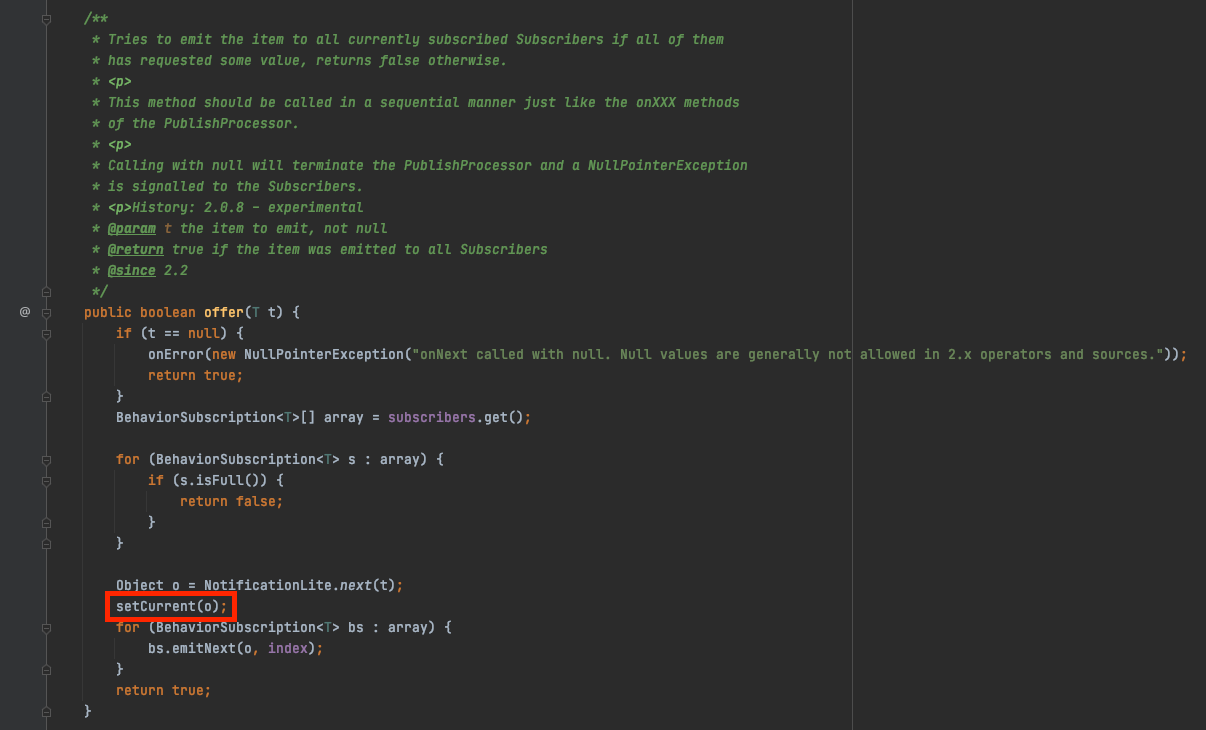 /**
* Tries to emit the item to all currently subscribed Subscribers if all of them
* has requested some value, returns false otherwise.
* <p>
* This method should be called in a sequential manner just like the onXXX methods
* of the PublishProcessor.
* <p>
* Calling with null will terminate the PublishProcessor and a NullPointerException
* is signalled to the Subscribers.
* <p>History: 2.0.8 - experimental
* @param t the item to emit, not null
* @return true if the item was emitted to all Subscribers
* @since 2.2
*/
@ public boolean offer(T t) {
if (t == null) {
onError(new NullPointerException("onNext called with null. Null values are generally not allowed in 2.x operators and sources."));
return true;
}
BehaviorSubscription<T>[] array = subscribers.get();
for (BehaviorSubscription<T> s : array) {
if (s.isFull()) {
return false;
}
}
Object o = NotificationLite.next(t);
setCurrent(o);
for (BehaviorSubscription<T> bs : array) {
bs.emitNext(o, index);
}
return true;
}